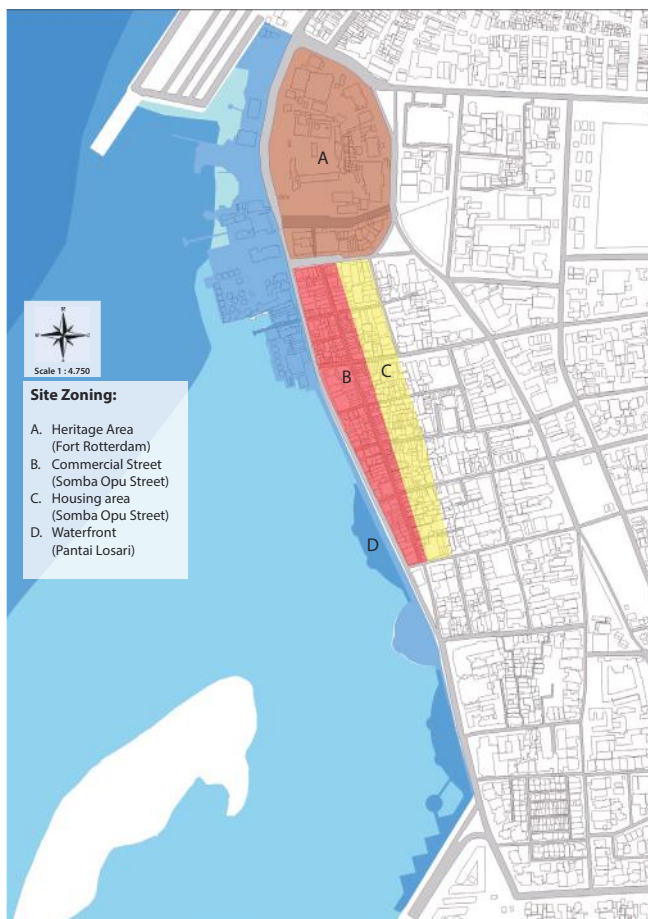 A
B
C
D
Scale 1 : 4.750
Site Zoning:
A. Heritage Area
(Fort Rotterdam)
B. Commercial Street
(Somba Opu Street)
C. Housing area
(Somba Opu Street)
D. Waterfront
(Pantai Losari)